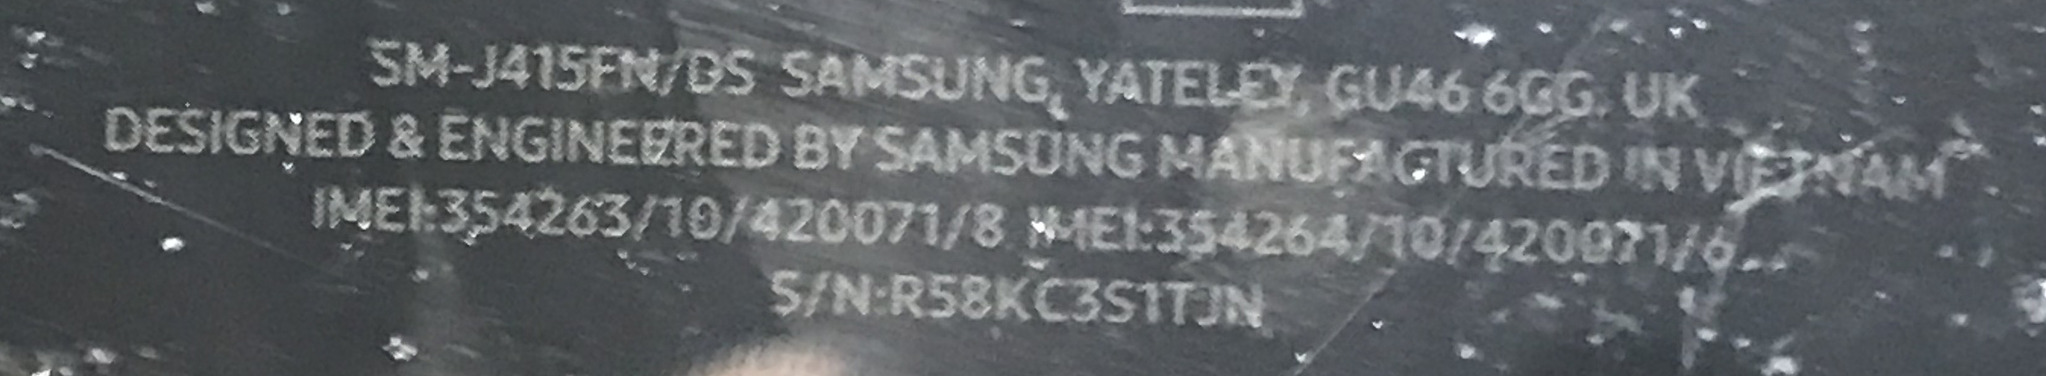 SM-J415FN/DS SAMSUNG, YATELEY, GU46 6GG. UK
DESIGNED & ENGINEERED BY SAMSUNG MANUFACTURED IN VIETNAM
IMEI:354263/10/420071/8 IMEI:354264/10/420071/6
S/N:R58KC3S1TJN